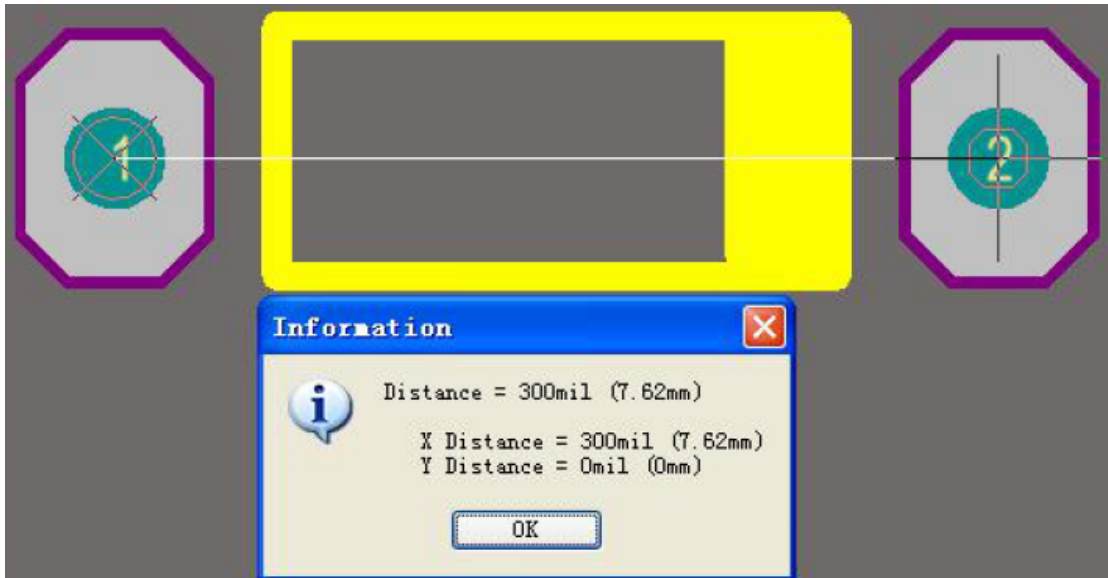 1
2
Information
Distance = 300mil (7.62mm)
X Distance = 300mil (7.62mm)
Y Distance = 0mil (0mm)
OK